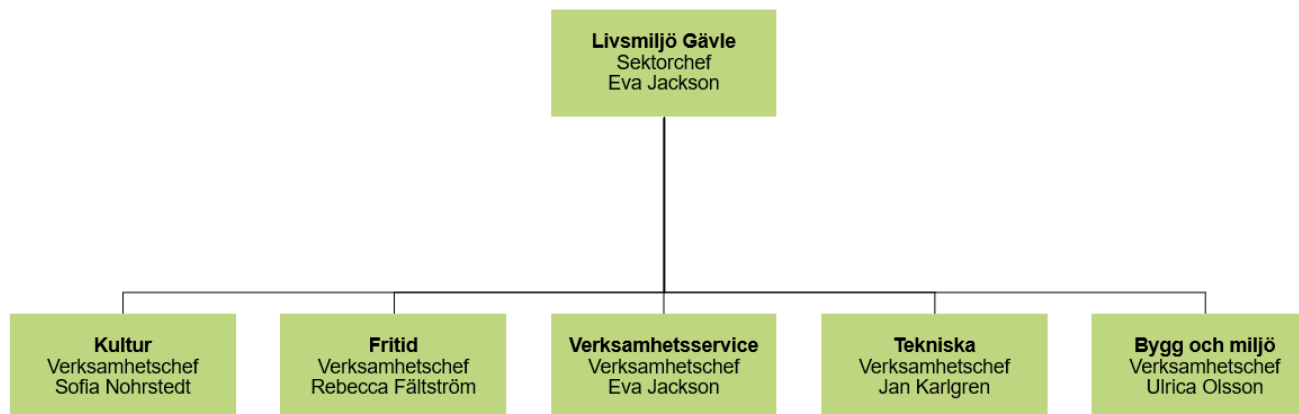 Livsmiljö Gävle
Sektorchef
Eva Jackson
Kultur
Verksamhetschef
Sofia Nohrstedt
Fritid
Verksamhetschef
Rebecca Fältström
Verksamhetsservice
Verksamhetschef
Eva Jackson
Tekniska
Verksamhetschef
Jan Karlgren
Bygg och miljö
Verksamhetschef
Ulrica Olsson